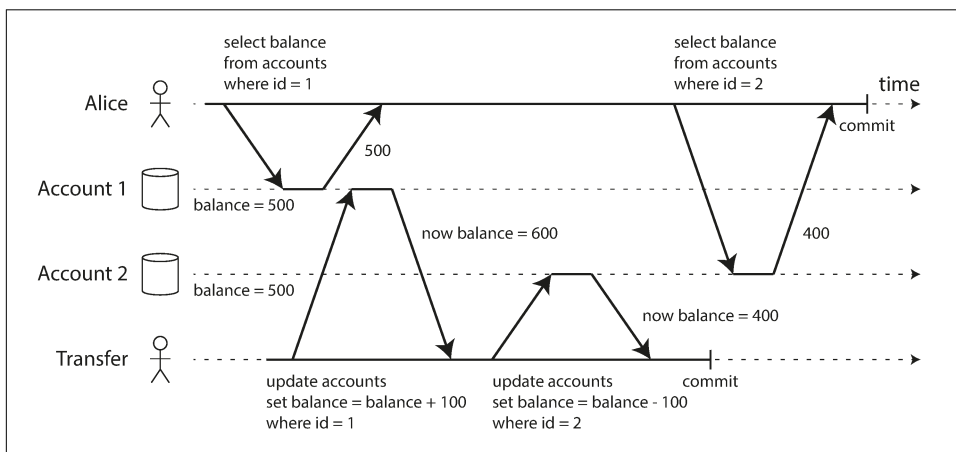 select balance
from accounts
where id = 1
select balance
from accounts
where id = 2
time
Alice
commit
500
Account 1
balance = 500
now balance = 600
400
Account 2
balance = 500
now balance = 400
Transfer
commit
update accounts
set balance = balance + 100
where id = 1
update accounts
set balance = balance - 100
where id = 2